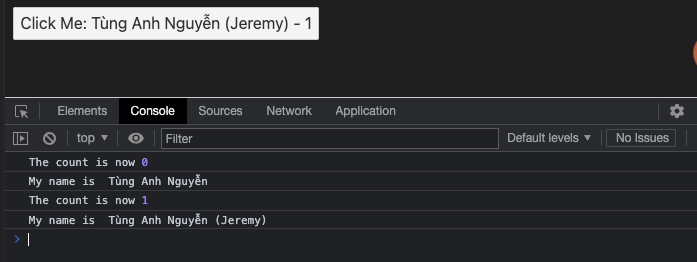 Click Me: Tùng Anh Nguyễn (Jeremy) - 1
Elements Console Sources Network Application
top ▼ Filter Default levels ▼ No Issues
The count is now 0
My name is  Tùng Anh Nguyễn
The count is now 1
My name is  Tùng Anh Nguyễn (Jeremy)
>